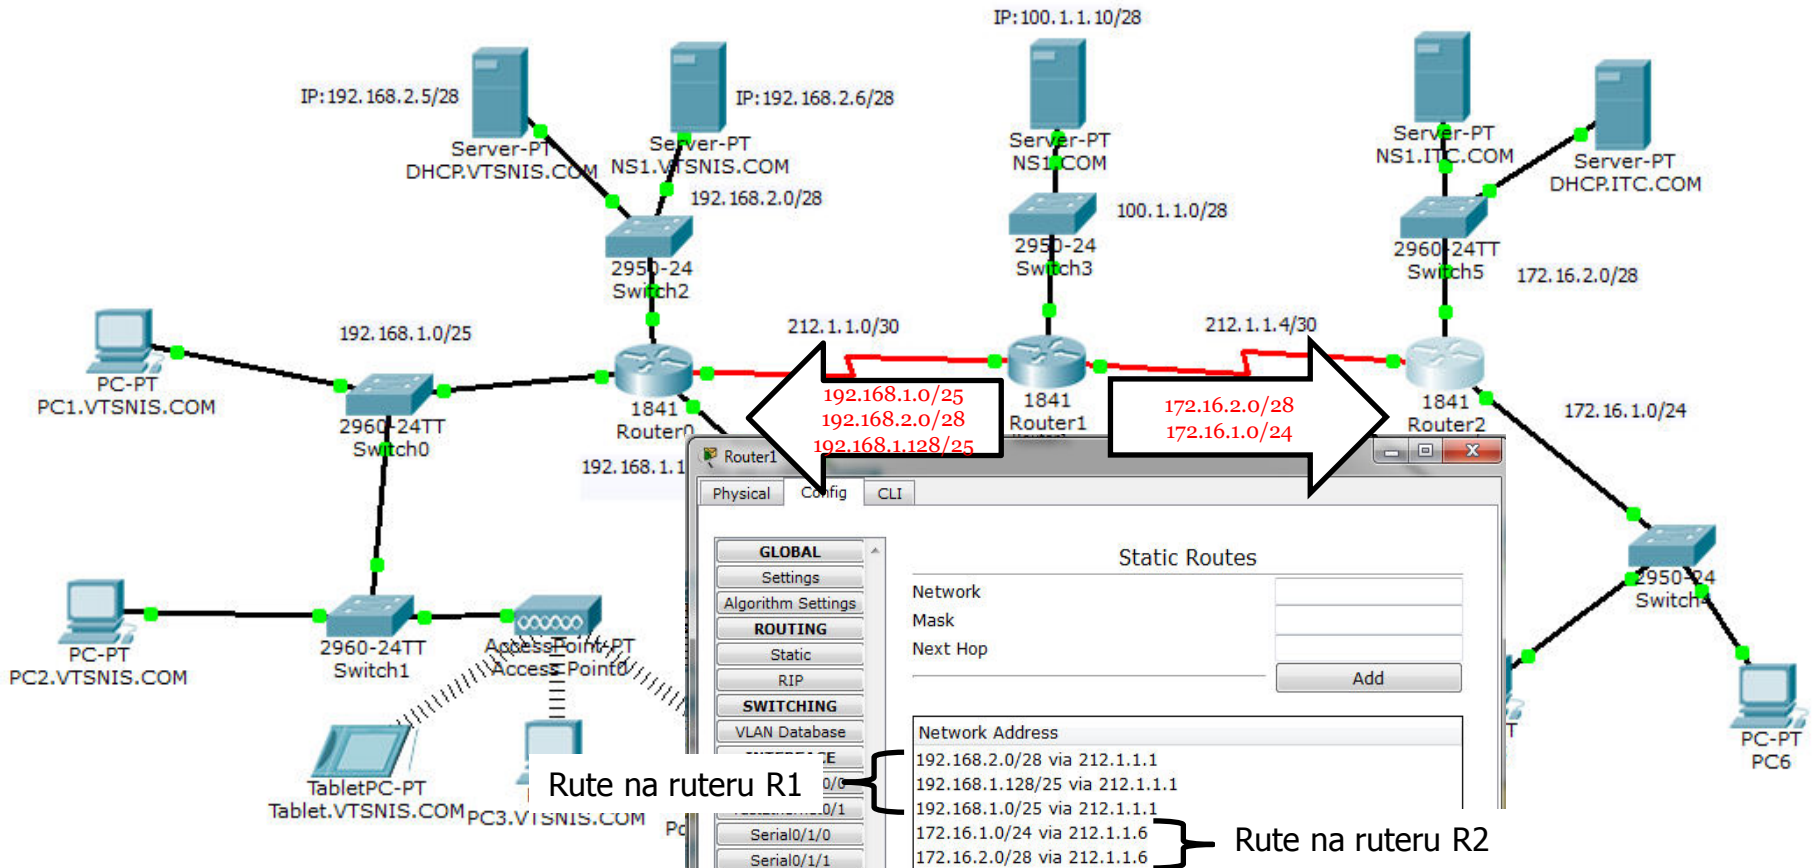 IP:100.1.1.10/28
IP:192.168.2.5/28
IP:192.168.2.6/28
Server-PT
DHCP.VTSNIS.COM
Server-PT
NS1.VTSNIS.COM
192.168.2.0/28
Server-PT
NS1.COM
100.1.1.0/28
Server-PT
NS1.ITC.COM
Server-PT
DHCP.ITC.COM
2950-24
Switch2
2950-24
Switch3
2960-24TT
Switch5
172.16.2.0/28
192.168.1.0/25
212.1.1.0/30
212.1.1.4/30
PC-PT
PC1.VTSNIS.COM
2960-24TT
Switch0
1841
Router0
192.168.1.0/25
192.168.2.0/28
192.168.1.128/25
1841
Router1
172.16.2.0/28
172.16.1.0/24
1841
Router2
172.16.1.0/24
192.168.1.1
Router1
Physical
Config
CLI
GLOBAL
Settings
Algorithm Settings
ROUTING
Static
RIP
SWITCHING
VLAN Database
Static Routes
Network
Mask
Next Hop
Add
2950-24
Switch4
PC-PT
PC2.VTSNIS.COM
2960-24TT
Switch1
AccessPoint-PT
Access Point0
TabletPC-PT
Tablet.VTSNIS.COM
PC3.VTSNIS.COM
Network Address
192.168.2.0/28 via 212.1.1.1
192.168.1.128/25 via 212.1.1.1
192.168.1.0/25 via 212.1.1.1
172.16.1.0/24 via 212.1.1.6
172.16.2.0/28 via 212.1.1.6
Rute na ruteru R1
Serial0/1/0
Serial0/1/1
Rute na ruteru R2
PC-PT
PC6